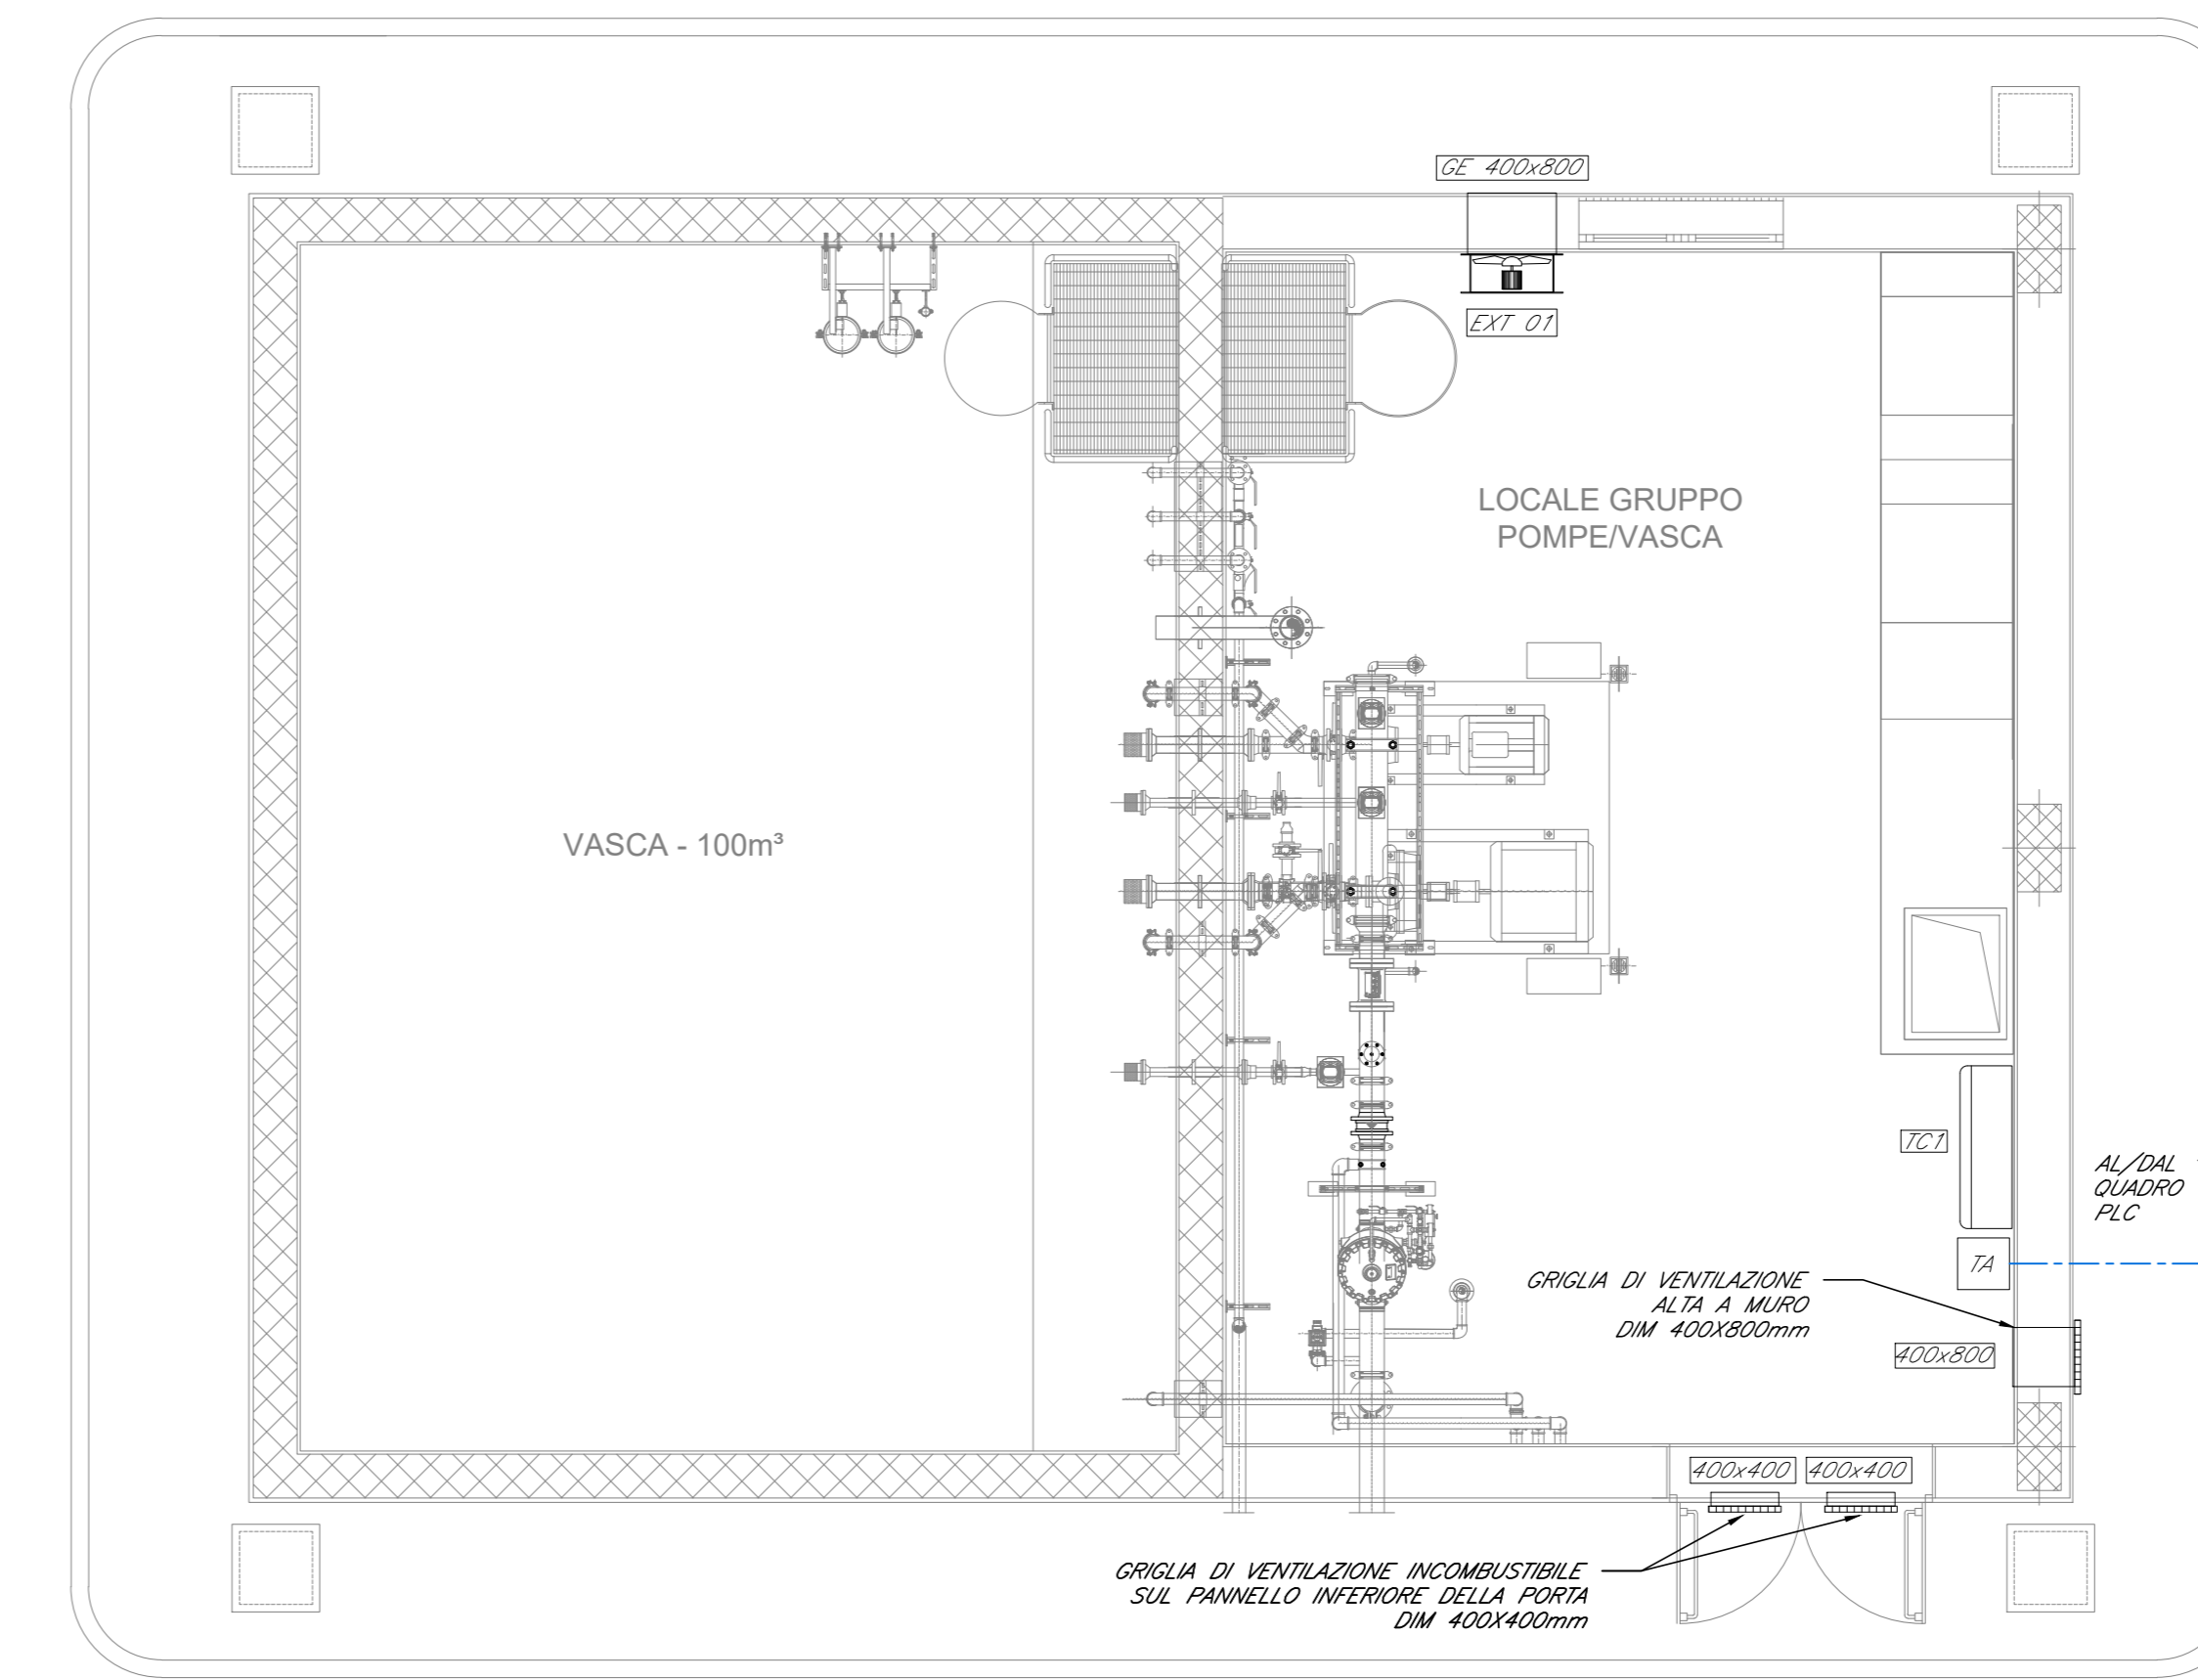 GE 400x800
EXT 01
LOCALE GRUPPO
POMPE/VASCA
VASCA - 100m³
TC1
AL/DAL
QUADRO
PLC
TA
GRIGLIA DI VENTILAZIONE
ALTA A MURO
DIM 400X800mm
400x800
400x400 400x400
GRIGLIA DI VENTILAZIONE INCOMBUSTIBILE
SUL PANNELLO INFERIORE DELLA PORTA
DIM 400X400mm